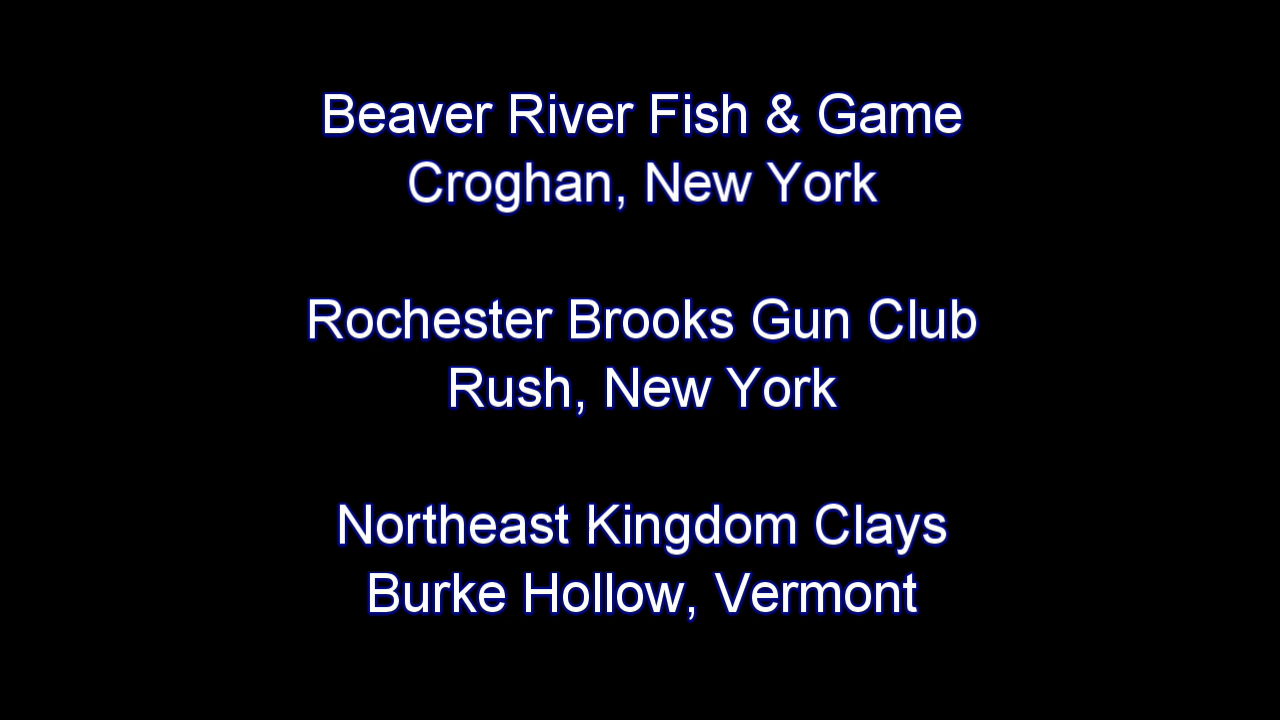 Beaver River Fish & Game
Croghan, New York
Rochester Brooks Gun Club
Rush, New York
Northeast Kingdom Clays
Burke Hollow, Vermont